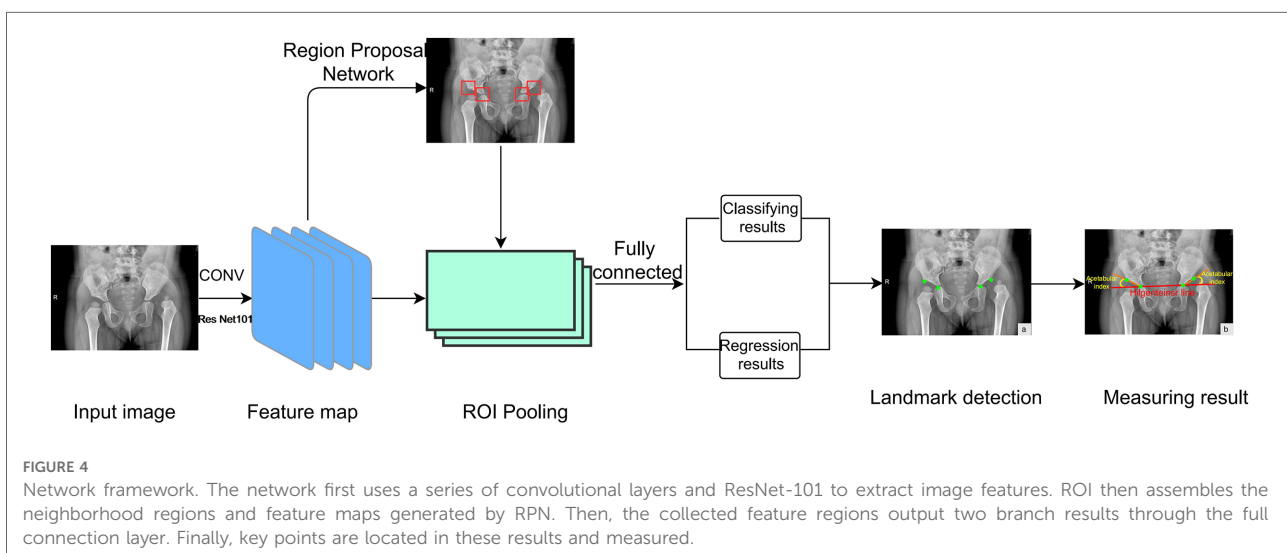 Region Proposal
Network
R
CONV
Res Net101
R
Fully
connected
Classifying
results
Regression
results
R
a
Acetabular
index
R
Acetabular
index
Hilgenteinsr line
b
Input image
Feature map
ROI Pooling
Landmark detection
Measuring result
FIGURE 4
Network framework. The network first uses a series of convolutional layers and ResNet-101 to extract image features. ROI then assembles the
neighborhood regions and feature maps generated by RPN. Then, the collected feature regions output two branch results through the full
connection layer. Finally, key points are located in these results and measured.